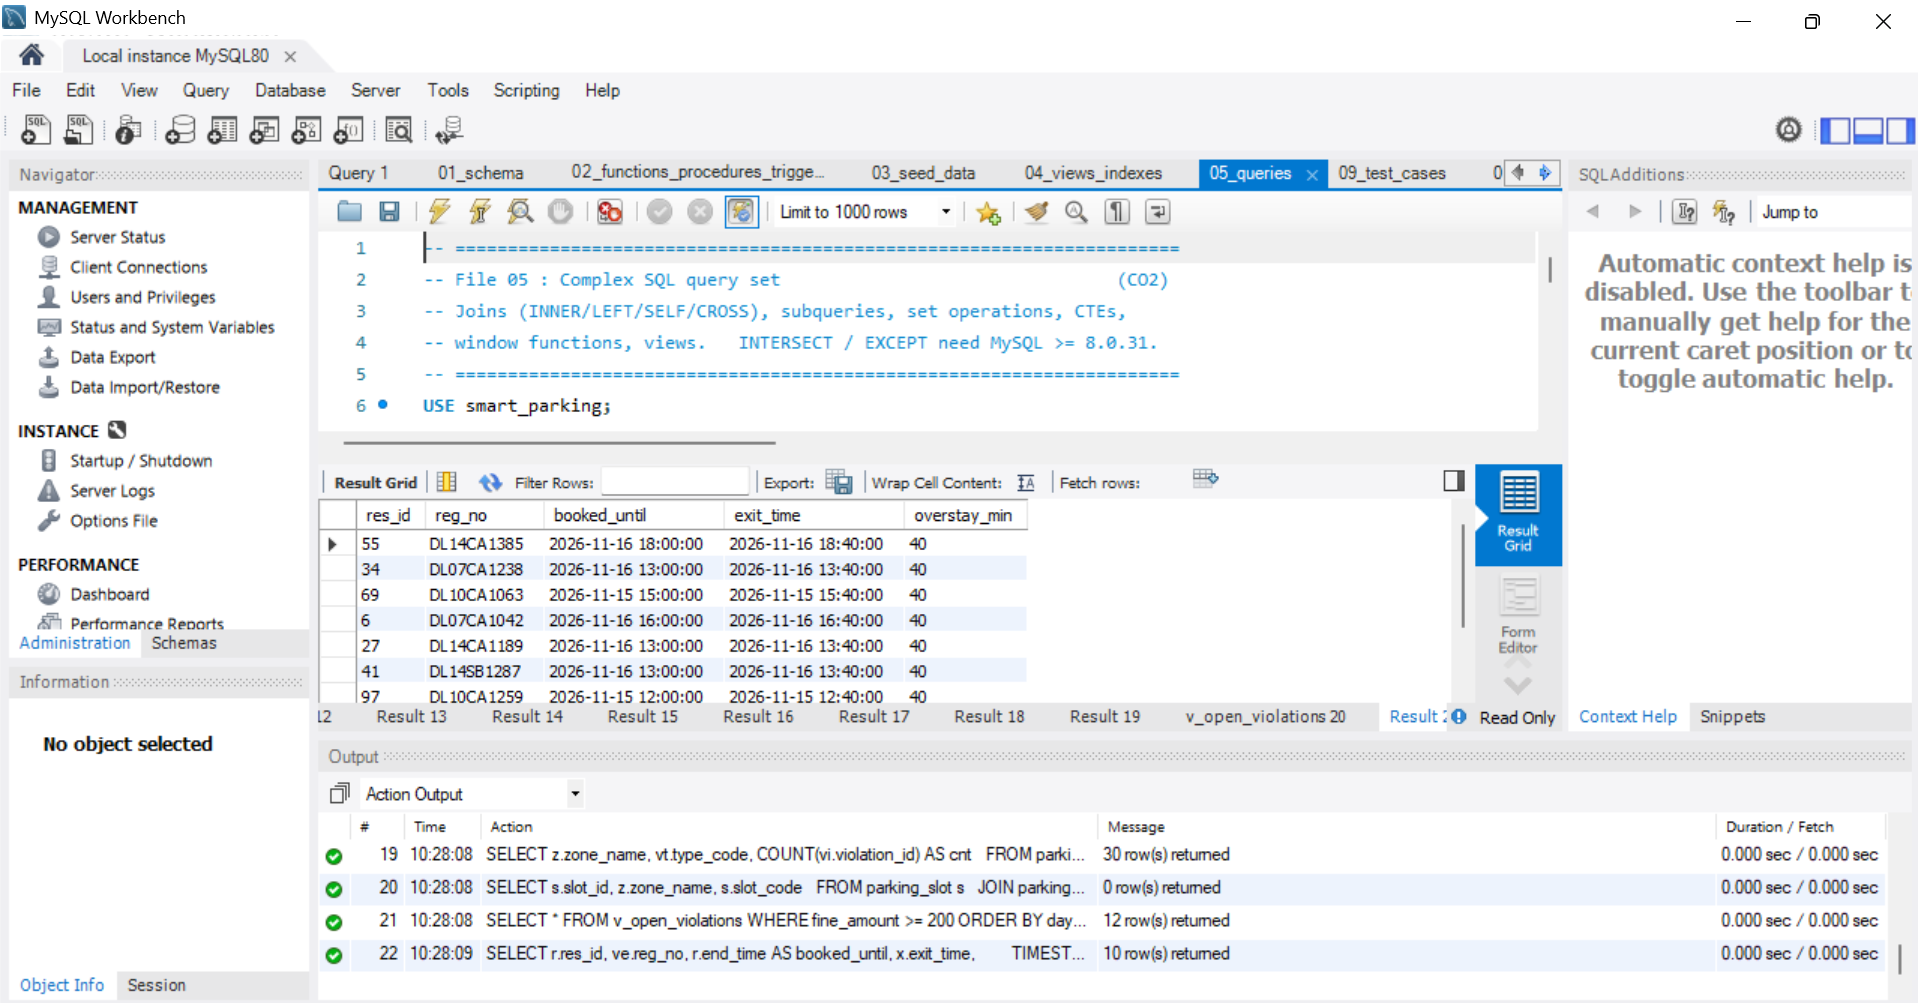 MySQL Workbench
Local instance MySQL80
File Edit View Query Database Server Tools Scripting Help
Navigator
MANAGEMENT
Server Status
Client Connections
Users and Privileges
Status and System Variables
Data Export
Data Import/Restore
INSTANCE
Startup / Shutdown
Server Logs
Options File
PERFORMANCE
Dashboard
Performance Reports
Administration Schemas
Information
No object selected
Object Info Session
Query 1 01_schema 02_functions_procedures_trigge... 03_seed_data 04_views_indexes 05_queries 09_test_cases 0
Limit to 1000 rows
1 -- =====================================================================
2 -- File 05 : Complex SQL query set (CO2)
3 -- Joins (INNER/LEFT/SELF/CROSS), subqueries, set operations, CTEs,
4 -- window functions, views. INTERSECT / EXCEPT need MySQL >= 8.0.31.
5 -- =====================================================================
6 USE smart_parking;
Result Grid Filter Rows: Export: Wrap Cell Content: Fetch rows:
res_id reg_no booked_until exit_time overstay_min
55 DL14CA1385 2026-11-16 18:00:00 2026-11-16 18:40:00 40
34 DL07CA1238 2026-11-16 13:00:00 2026-11-16 13:40:00 40
69 DL10CA1063 2026-11-15 15:00:00 2026-11-15 15:40:00 40
6 DL07CA1042 2026-11-16 16:00:00 2026-11-16 16:40:00 40
27 DL14CA1189 2026-11-16 13:00:00 2026-11-16 13:40:00 40
41 DL14SB1287 2026-11-16 13:00:00 2026-11-16 13:40:00 40
97 DL10CA1259 2026-11-15 12:00:00 2026-11-15 12:40:00 40
Result Grid
Form Editor
12 Result 13 Result 14 Result 15 Result 16 Result 17 Result 18 Result 19 v_open_violations 20 Result 2 Read Only
SQLAdditions
Jump to
Automatic context help is
disabled. Use the toolbar t
manually get help for the
current caret position or to
toggle automatic help.
Context Help Snippets
Output
Action Output
# Time Action Message Duration / Fetch
19 10:28:08 SELECT z.zone_name, vt.type_code, COUNT(vi.violation_id) AS cnt FROM parki... 30 row(s) returned 0.000 sec / 0.000 sec
20 10:28:08 SELECT s.slot_id, z.zone_name, s.slot_code FROM parking_slot s JOIN parking... 0 row(s) returned 0.000 sec / 0.000 sec
21 10:28:08 SELECT * FROM v_open_violations WHERE fine_amount >= 200 ORDER BY day... 12 row(s) returned 0.000 sec / 0.000 sec
22 10:28:09 SELECT r.res_id, ve.reg_no, r.end_time AS booked_until, x.exit_time, TIMEST... 10 row(s) returned 0.000 sec / 0.000 sec